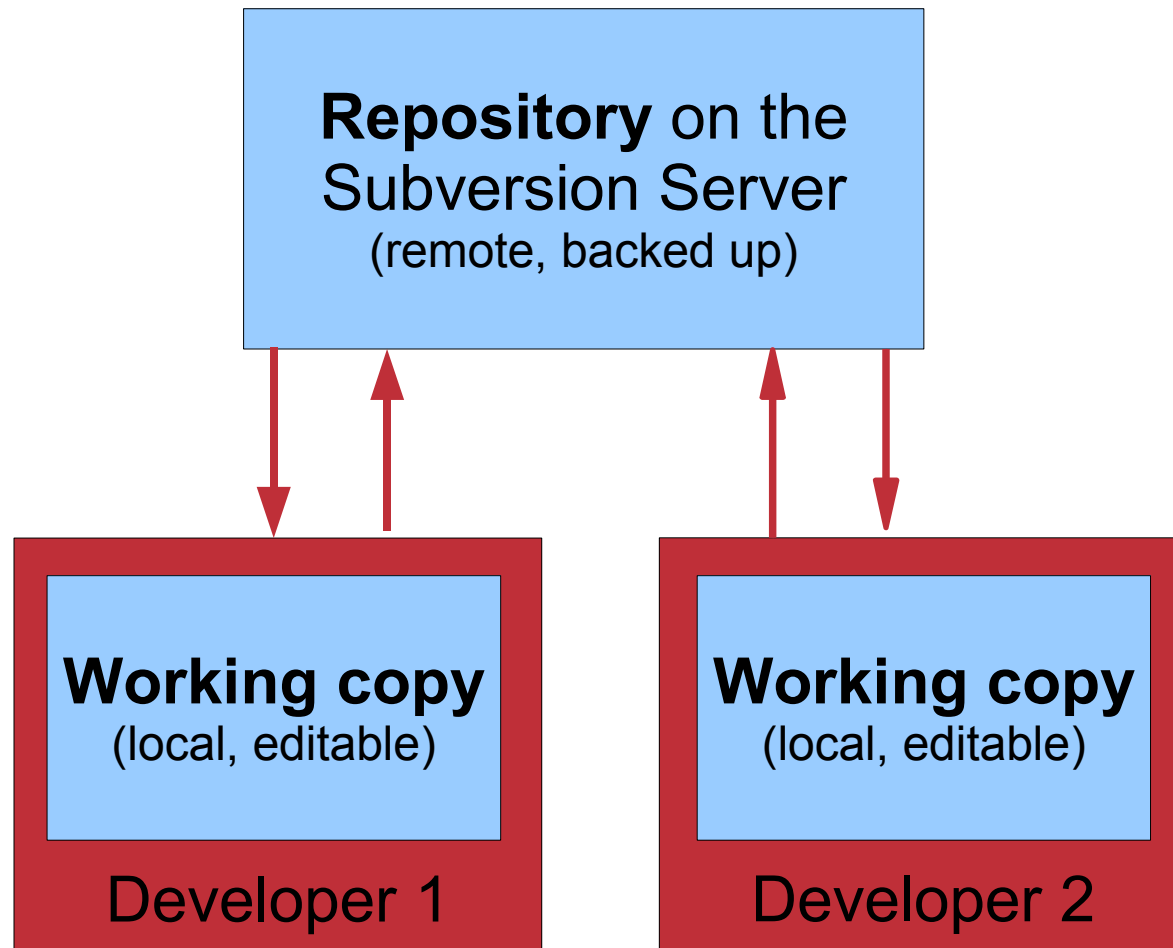 Repository on the
Subversion Server
(remote, backed up)
Working copy
(local, editable)
Developer 1
Working copy
(local, editable)
Developer 2